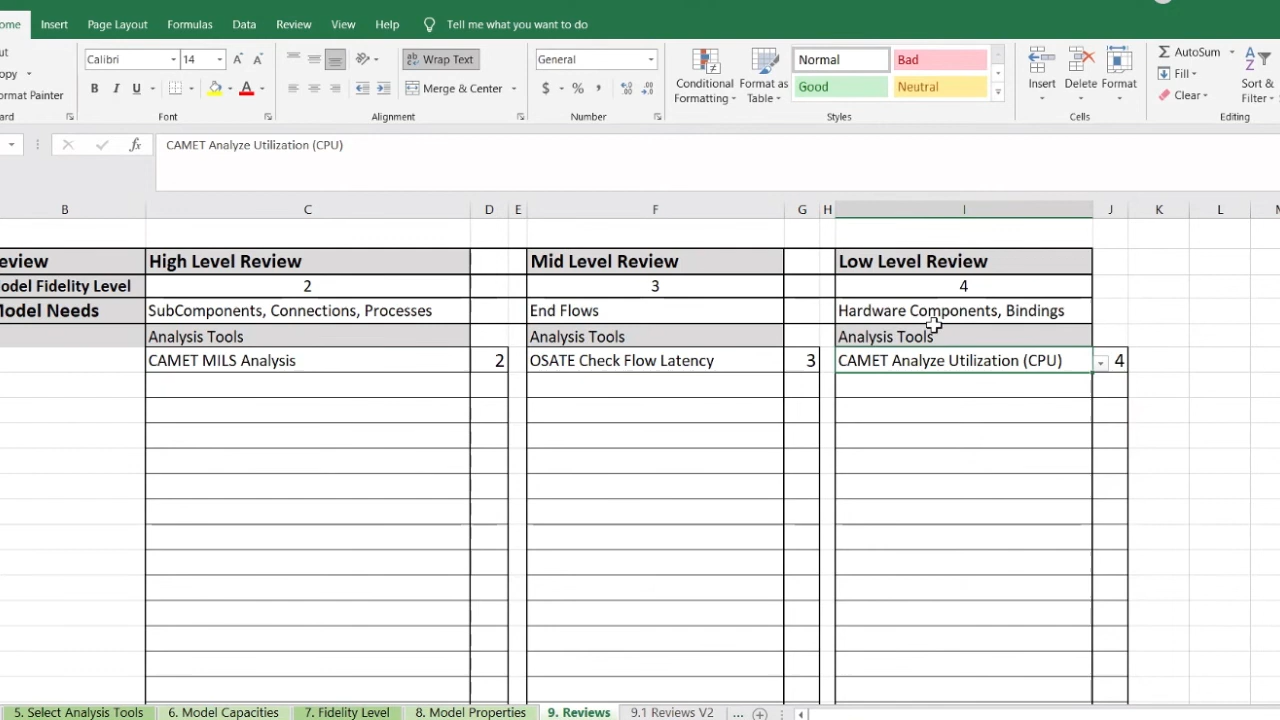 ome Insert Page Layout Formulas Data Review View Help Tell me what you want to do
ut
opy
ormat Painter
ard
Calibri 14
B I U
Font
Wrap Text
Merge & Center
Alignment
General
$ % ,
Number
Conditional Formatting
Format as Table
Normal Bad
Good Neutral
Styles
Insert Delete Format
Cells
AutoSum
Fill
Clear
Sort &
Filter
Editing
fx CAMET Analyze Utilization (CPU)
B C D E F G H I J K L M
eview High Level Review Mid Level Review Low Level Review
odel Fidelity Level 2 3 4
Model Needs SubComponents, Connections, Processes End Flows Hardware Components, Bindings
Analysis Tools Analysis Tools Analysis Tools
CAMET MILS Analysis 2 OSATE Check Flow Latency 3 CAMET Analyze Utilization (CPU) 4
5. Select Analysis Tools 6. Model Capacities 7. Fidelity Level 8. Model Properties 9. Reviews 9.1 Reviews V2 ...